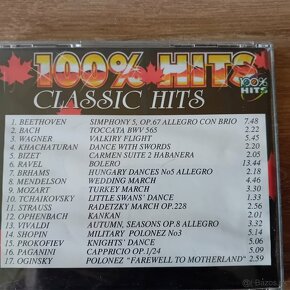 100% HITS
100%
HITS
CLASSIC HITS
1. BEETHOVEN SIMPHONY 5, OP.67 ALLEGRO CON BRIO 7.48
2. BACH TOCCATA BWV 565 2.22
3. WAGNER VALKIRY FLIGHT 5.45
4. KHACHATURAN DANCE WITH SWORDS 2.20
5. BIZET CARMEN SUITE 2 HABANERA 2.05
6. RAVEL BOLERO 13.44
7. BRHAMS HUNGARY DANCES No5 ALLEGRO 2.18
8. MENDELSON WEDDING MARCH 4.46
9. MOZART TURKEY MARCH 3.23
10. TCHAIKOVSKY LITTLE SWANS' DANCE 1.21
11. STRAUSS RADETZKY MARCH OP.228 2.56
12. OPHENBACH KANKAN 2.01
13. VIVALDI AUTUMN, SEASONS OP.8 ALLEGRO 5.01
14. SHOPIN MILITARY POLONEZ No3 5.21
15. PROKOFIEV KNIGHTS' DANCE 5.06
16. PAGANINI CAPPRICIO OP.1/24 5.09
17. OGINSKY POLONEZ "FAREWELL TO MOTHERLAND" 2.59